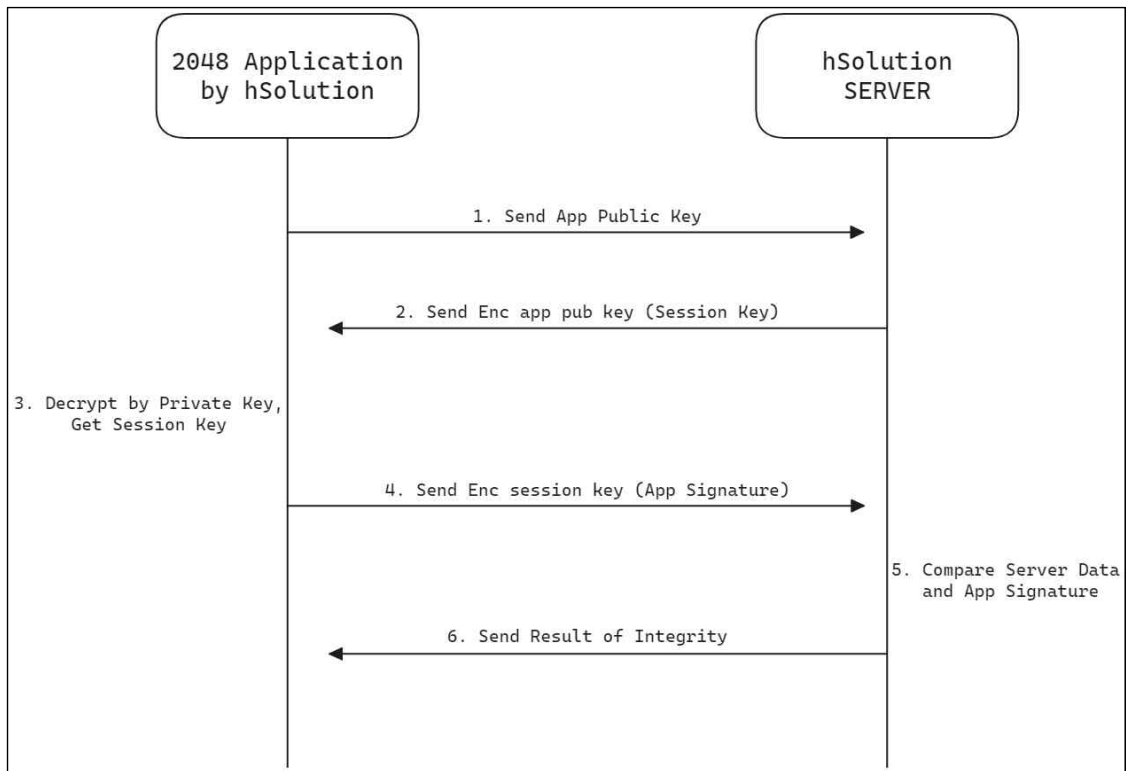 2048 Application
by hSolution
hSolution
SERVER
1. Send App Public Key
2. Send Enc app pub key (Session Key)
3. Decrypt by Private Key,
Get Session Key
4. Send Enc session key (App Signature)
5. Compare Server Data
and App Signature
6. Send Result of Integrity